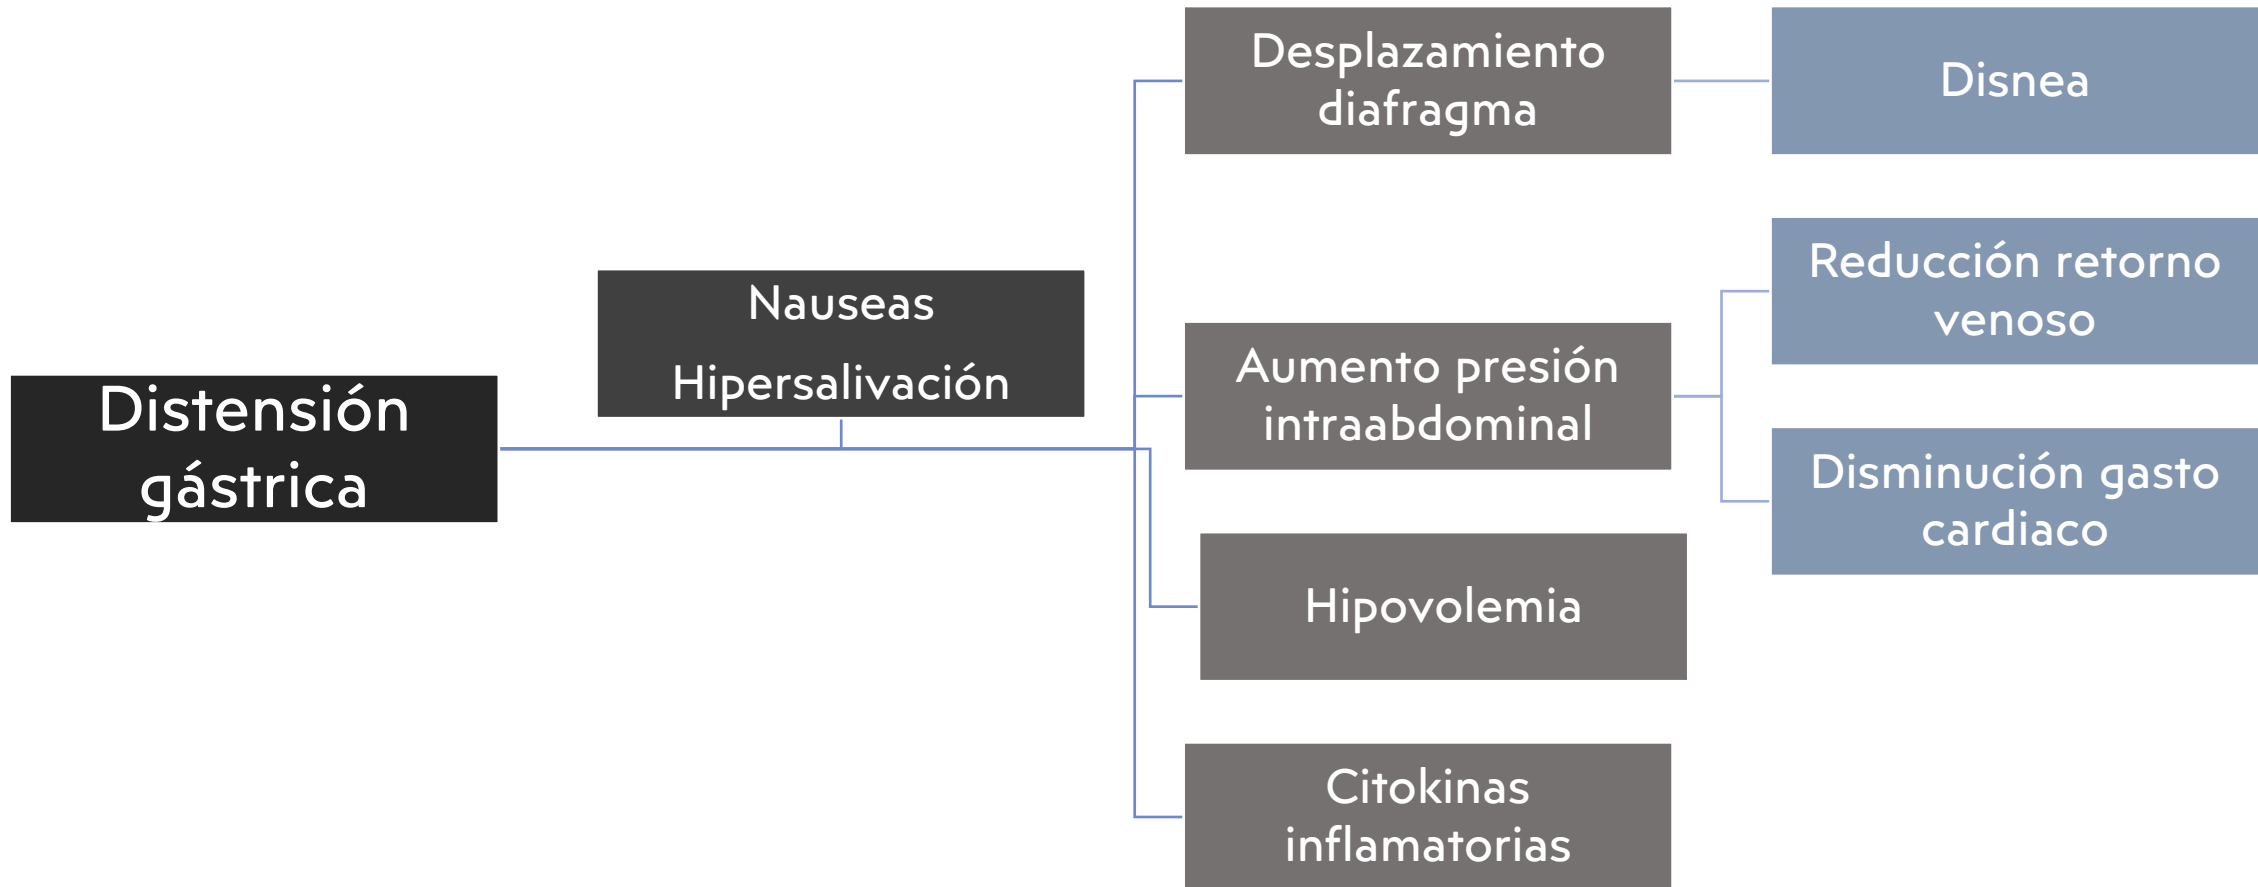 Distensión
gástrica
Nauseas
Hipersalivación
Desplazamiento
diafragma
Disnea
Aumento presión
intraabdominal
Reducción retorno
venoso
Disminución gasto
cardiaco
Hipovolemia
Citokinas
inflamatorias